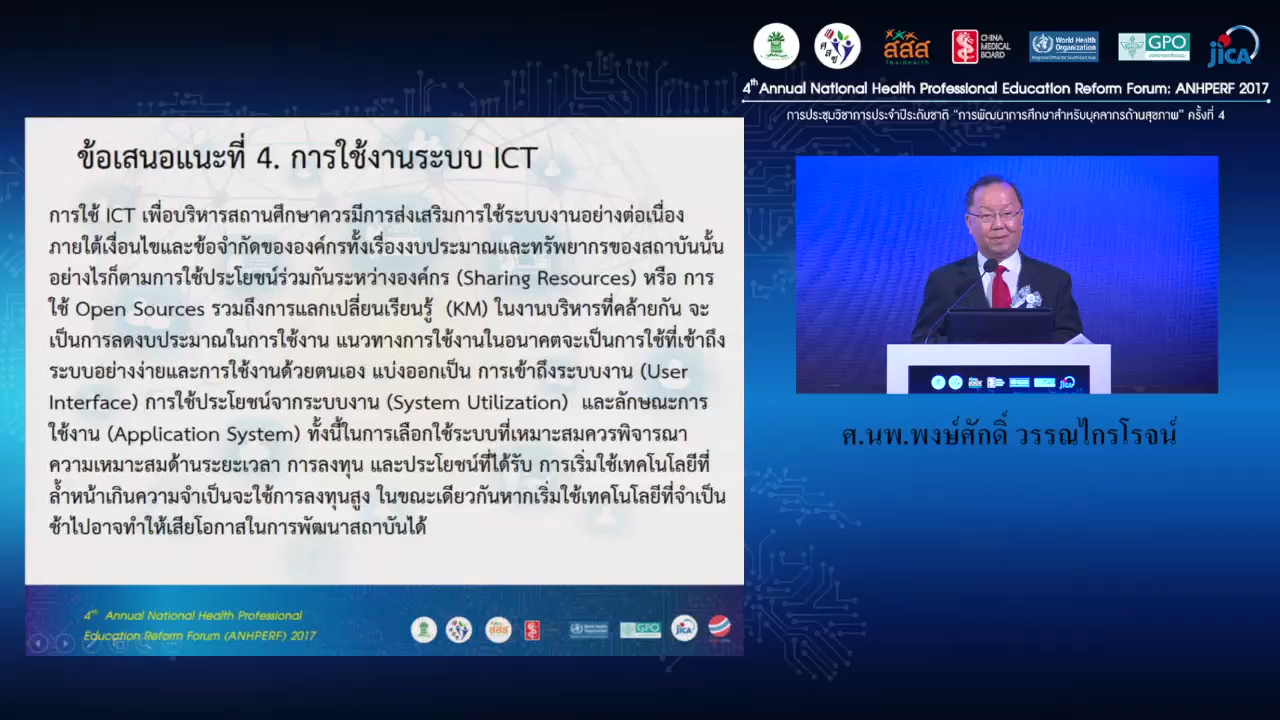 สสส
ThaiHealth
CHINA
MEDICAL
BOARD
World Health
Organization
Regional Office for South-East Asia
GPO
JICA
4th Annual National Health Professional Education Reform Forum: ANHPERF 2017
การประชุมวิชาการประจำปีระดับชาติ "การพัฒนาการศึกษาสำหรับบุคลากรด้านสุขภาพ" ครั้งที่ 4
ข้อเสนอแนะที่ 4. การใช้งานระบบ ICT
การใช้ ICT เพื่อบริหารสถานศึกษาควรมีการส่งเสริมการใช้ระบบงานอย่างต่อเนื่อง
ภายใต้เงื่อนไขและข้อจำกัดขององค์กรทั้งเรื่องงบประมาณและทรัพยากรของสถาบันนั้น
อย่างไรก็ตามการใช้ประโยชน์ร่วมกันระหว่างองค์กร (Sharing Resources) หรือ การ
ใช้ Open Sources รวมถึงการแลกเปลี่ยนเรียนรู้ (KM) ในงานบริหารที่คล้ายกัน จะ
เป็นการลดงบประมาณในการใช้งาน แนวทางการใช้งานในอนาคตจะเป็นการใช้ที่เข้าถึง
ระบบอย่างง่ายและการใช้งานด้วยตนเอง แบ่งออกเป็น การเข้าถึงระบบงาน (User
Interface) การใช้ประโยชน์จากระบบงาน (System Utilization) และลักษณะการ
ใช้งาน (Application System) ทั้งนี้ในการเลือกใช้ระบบที่เหมาะสมควรพิจารณา
ความเหมาะสมด้านระยะเวลา การลงทุน และประโยชน์ที่ได้รับ การเริ่มใช้เทคโนโลยีที่
ล้ำหน้าเกินความจำเป็นจะใช้การลงทุนสูง ในขณะเดียวกันหากเริ่มใช้เทคโนโลยีที่จำเป็น
ช้าไปอาจทำให้เสียโอกาสในการพัฒนาสถาบันได้
ศ.นพ.พงษ์ศักดิ์ วรรณไกรโรจน์
4th Annual National Health Professional
Education Reform Forum (ANHPERF) 2017
สสส
GPO
JICA